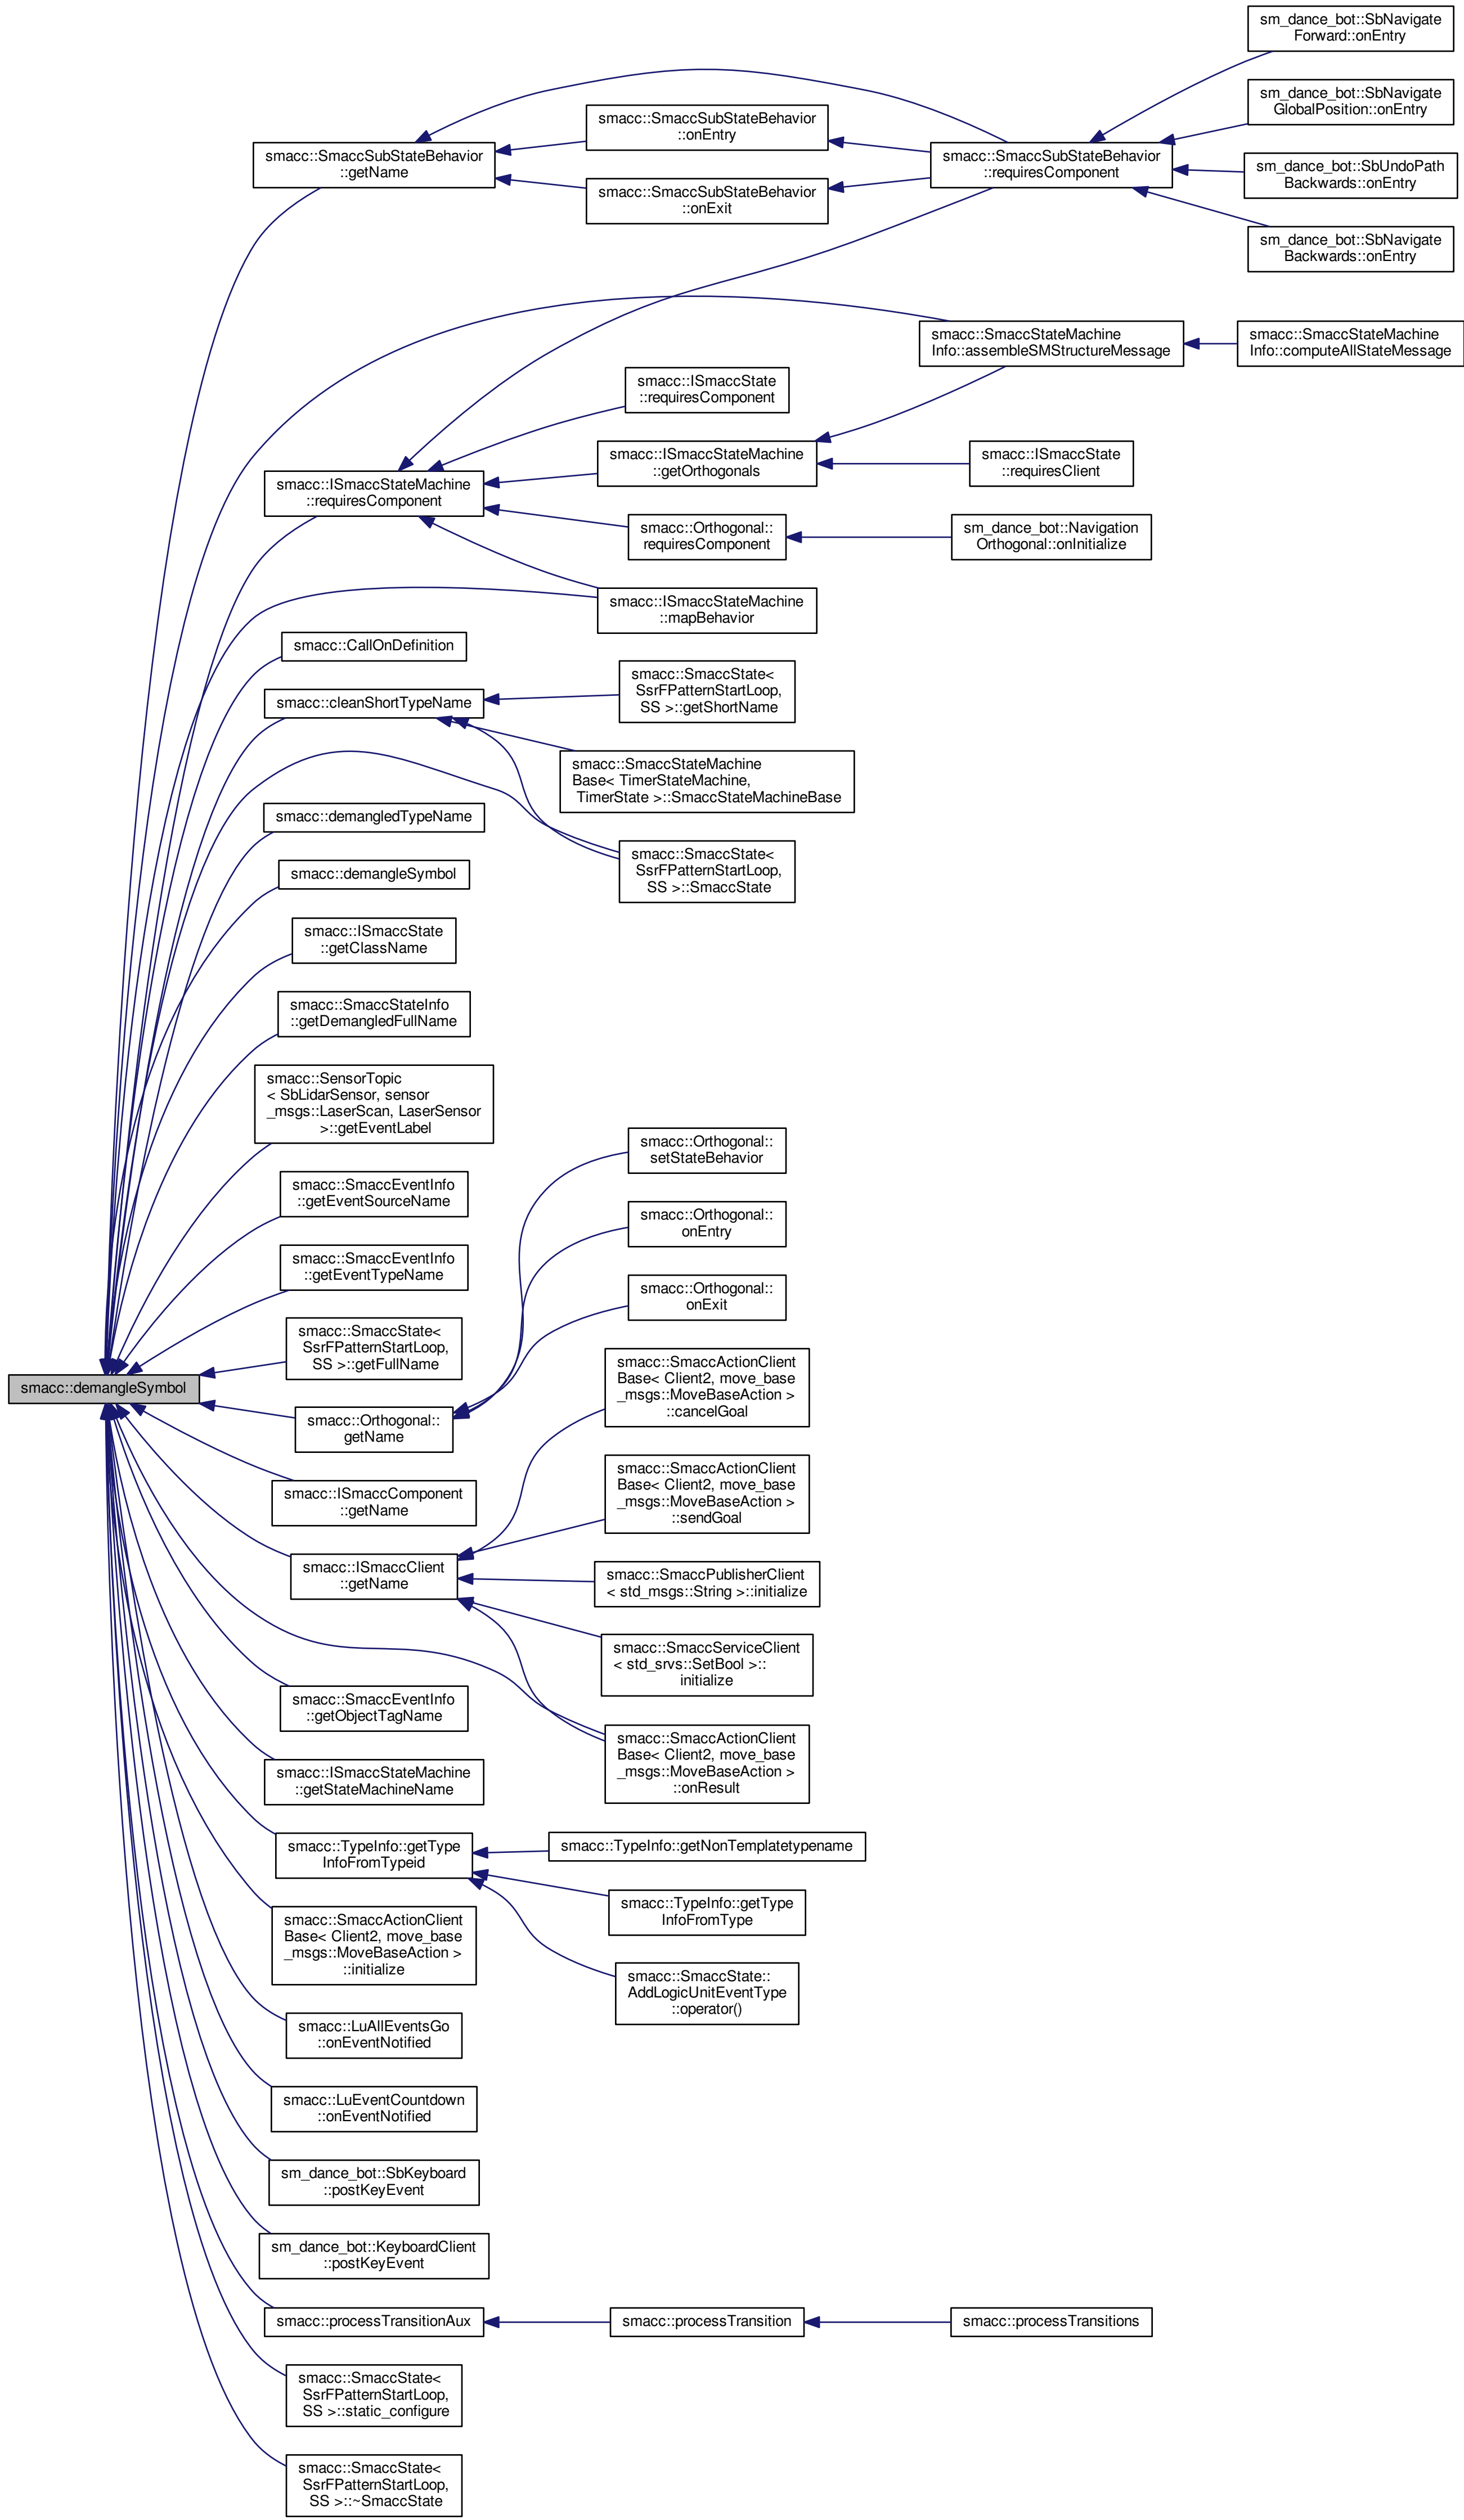 sm_dance_bot::SbNavigate
Forward::onEntry
sm_dance_bot::SbNavigate
GlobalPosition::onEntry
smacc::SmaccSubStateBehavior
::onEntry
smacc::SmaccSubStateBehavior
::getName
smacc::SmaccSubStateBehavior
::requiresComponent
sm_dance_bot::SbUndoPath
Backwards::onEntry
smacc::SmaccSubStateBehavior
::onExit
sm_dance_bot::SbNavigate
Backwards::onEntry
smacc::SmaccStateMachine
Info::assembleSMStructureMessage
smacc::SmaccStateMachine
Info::computeAllStateMessage
smacc::ISmaccState
::requiresComponent
smacc::ISmaccStateMachine
::getOrthogonals
smacc::ISmaccState
::requiresClient
smacc::ISmaccStateMachine
::requiresComponent
smacc::Orthogonal::
requiresComponent
sm_dance_bot::Navigation
Orthogonal::onInitialize
smacc::ISmaccStateMachine
::mapBehavior
smacc::CallOnDefinition
smacc::SmaccState<
SsrFPatternStartLoop,
SS >::getShortName
smacc::cleanShortTypeName
smacc::SmaccStateMachine
Base< TimerStateMachine,
TimerState >::SmaccStateMachineBase
smacc::demangledTypeName
smacc::SmaccState<
SsrFPatternStartLoop,
SS >::SmaccState
smacc::demangleSymbol
smacc::ISmaccState
::getClassName
smacc::SmaccStateInfo
::getDemangledFullName
smacc::SensorTopic
< SbLidarSensor, sensor
_msgs::LaserScan, LaserSensor
>::getEventLabel
smacc::Orthogonal::
setStateBehavior
smacc::SmaccEventInfo
::getEventSourceName
smacc::Orthogonal::
onEntry
smacc::SmaccEventInfo
::getEventTypeName
smacc::Orthogonal::
onExit
smacc::SmaccState<
SsrFPatternStartLoop,
SS >::getFullName
smacc::demangleSymbol
smacc::SmaccActionClient
Base< Client2, move_base
_msgs::MoveBaseAction >
::cancelGoal
smacc::Orthogonal::
getName
smacc::SmaccActionClient
Base< Client2, move_base
_msgs::MoveBaseAction >
::sendGoal
smacc::ISmaccComponent
::getName
smacc::ISmaccClient
::getName
smacc::SmaccPublisherClient
< std_msgs::String >::initialize
smacc::SmaccServiceClient
< std_srvs::SetBool >::
initialize
smacc::SmaccEventInfo
::getObjectTagName
smacc::SmaccActionClient
Base< Client2, move_base
_msgs::MoveBaseAction >
::onResult
smacc::ISmaccStateMachine
::getStateMachineName
smacc::TypeInfo::getType
InfoFromTypeid
smacc::TypeInfo::getNonTemplatetypename
smacc::TypeInfo::getType
InfoFromType
smacc::SmaccActionClient
Base< Client2, move_base
_msgs::MoveBaseAction >
::initialize
smacc::SmaccState::
AddLogicUnitEventType
::operator()
smacc::LuAllEventsGo
::onEventNotified
smacc::LuEventCountdown
::onEventNotified
sm_dance_bot::SbKeyboard
::postKeyEvent
sm_dance_bot::KeyboardClient
::postKeyEvent
smacc::processTransitionAux
smacc::processTransition
smacc::processTransitions
smacc::SmaccState<
SsrFPatternStartLoop,
SS >::static_configure
smacc::SmaccState<
SsrFPatternStartLoop,
SS >::~SmaccState